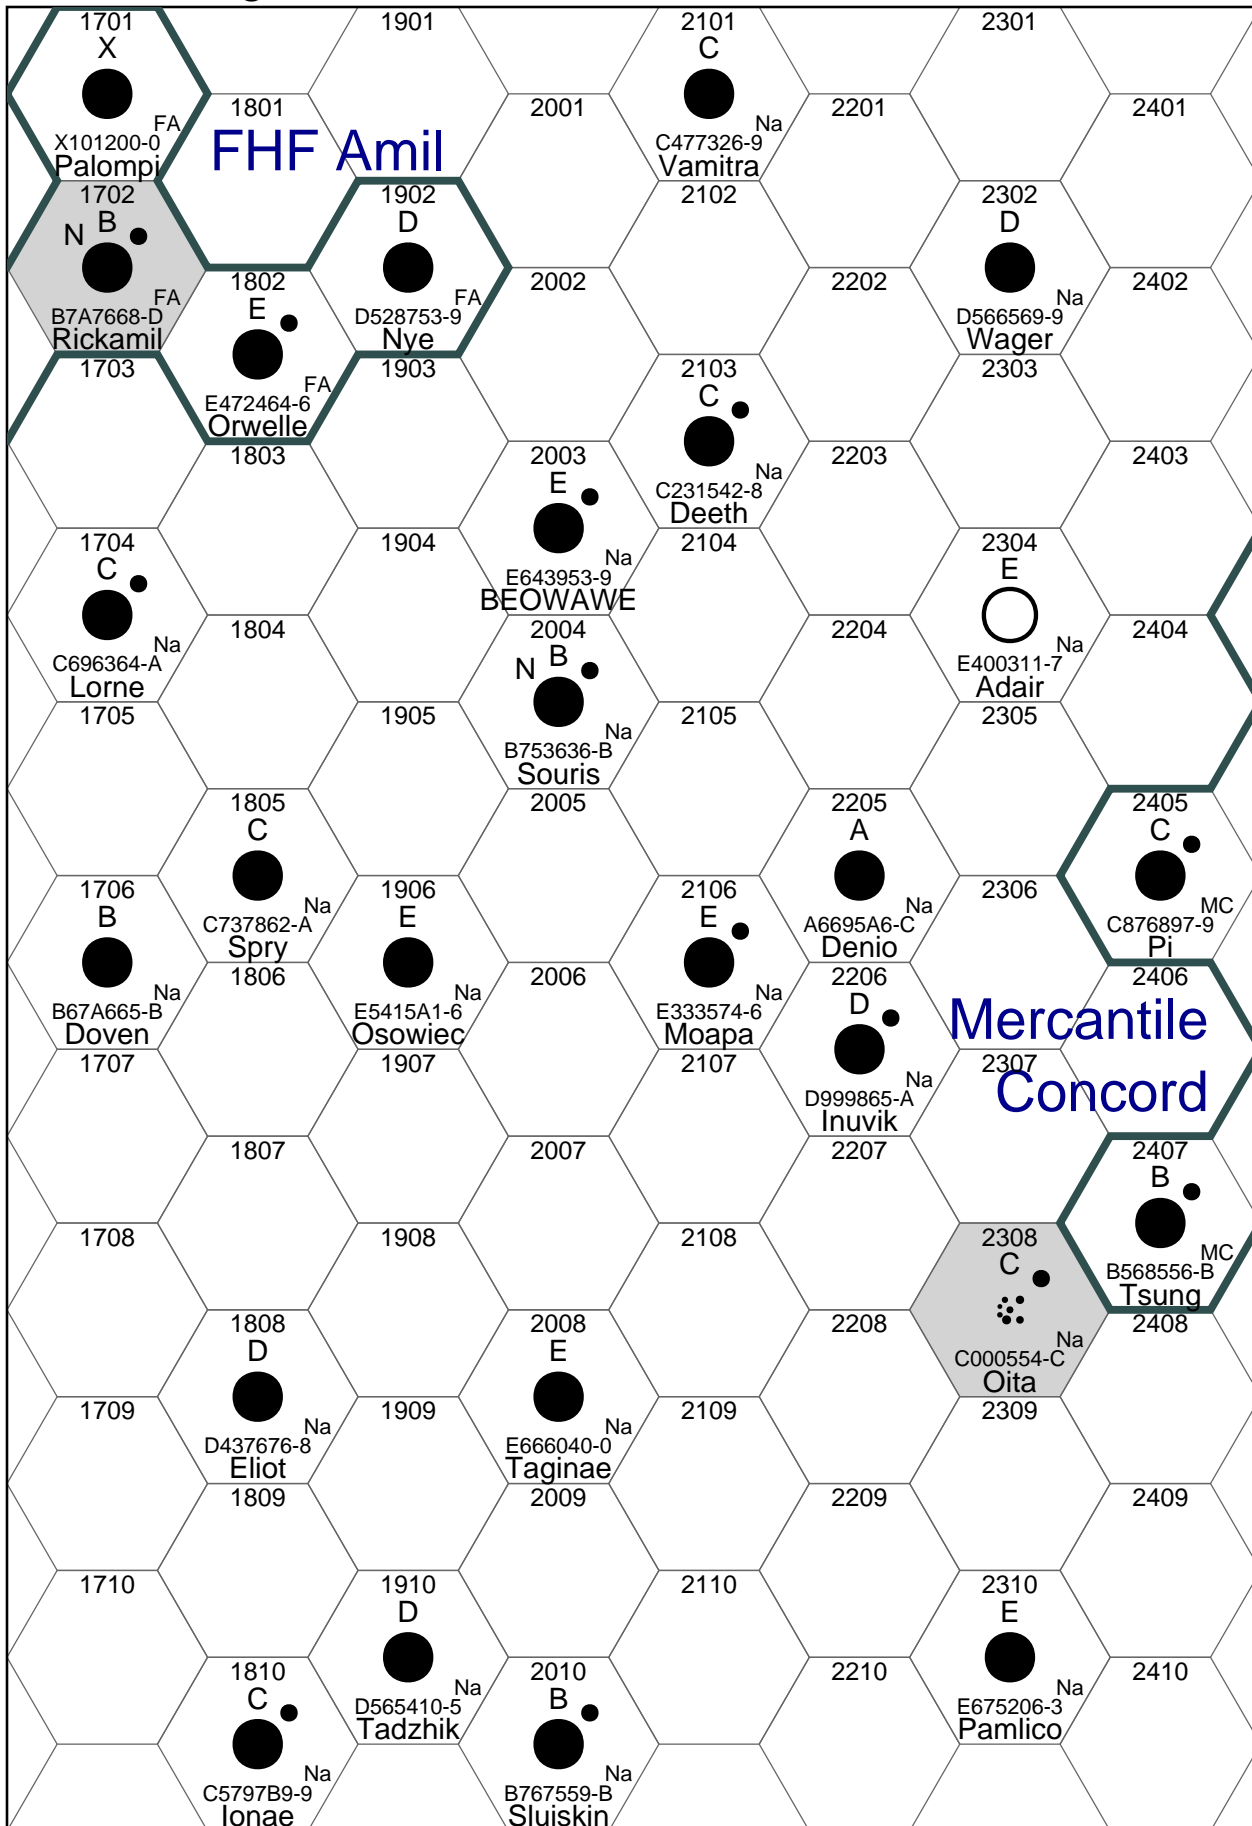 1701
X
X101200-0
FA
Palompi
1801
1901
2001
2101
C
C477326-9
Na
Vamitra
2201
2301
2401
FHF Amil
1702
N
B
B7A7668-D
FA
Rickamil
1802
E
E472464-6
FA
Orwelle
1902
D
D528753-9
FA
Nye
2002
2102
2202
2302
D
D566569-9
Na
Wager
2402
1703
1803
1903
2003
E
E643953-9
Na
BEOWAWE
2103
C
C231542-8
Na
Deeth
2203
2303
2403
1704
C
C696364-A
Na
Lorne
1804
1904
2004
N
B
B753636-B
Na
Souris
2104
2204
2304
E
E400311-7
Na
Adair
2404
1705
1805
C
C737862-A
Na
Spry
1905
2005
2105
2205
A
A6695A6-C
Na
Denio
2305
2405
C
C876897-9
MC
Pi
1706
B
B67A665-B
Na
Doven
1806
1906
E
E5415A1-6
Na
Osowiec
2006
2106
E
E333574-6
Na
Moapa
2206
D
D999865-A
Na
Inuvik
2306
2406
Mercantile
Concord
1707
1807
1907
2007
2107
2207
2307
2407
B
B568556-B
MC
Tsung
1708
1808
D
D437676-8
Na
Eliot
1908
2008
E
E666040-0
Na
Taginae
2108
2208
2308
C
C000554-C
Na
Oita
2408
1709
1809
1909
2009
2109
2209
2309
2409
1710
1810
C
C5797B9-9
Na
Ionae
1910
D
D565410-5
Na
Tadzhik
2010
B
B767559-B
Na
Sluiskin
2110
2210
2310
E
E675206-3
Na
Pamlico
2410